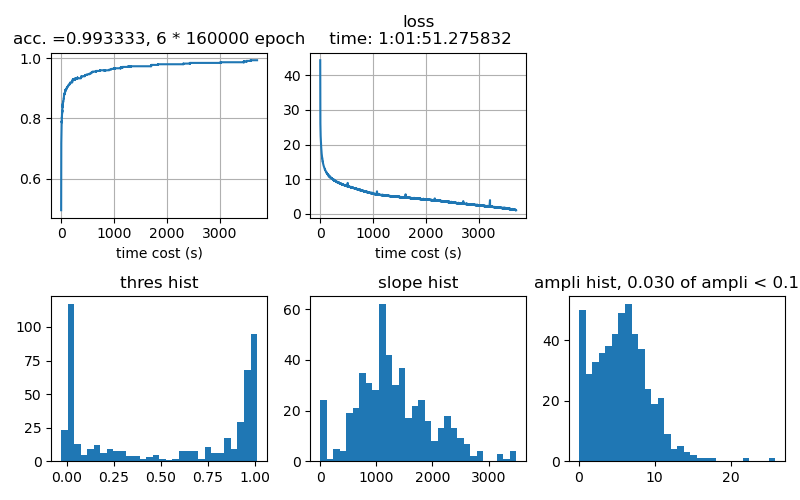 acc. =0.993333, 6 * 160000 epoch
1.0
0.8
0.6
0 1000 2000 3000
time cost (s)
loss
time: 1:01:51.275832
40
30
20
10
0
0 1000 2000 3000
time cost (s)
thres hist
100
75
50
25
0
0.00 0.25 0.50 0.75 1.00
slope hist
60
40
20
0
0 1000 2000 3000
ampli hist, 0.030 of ampli < 0.1
40
20
0
0 10 20